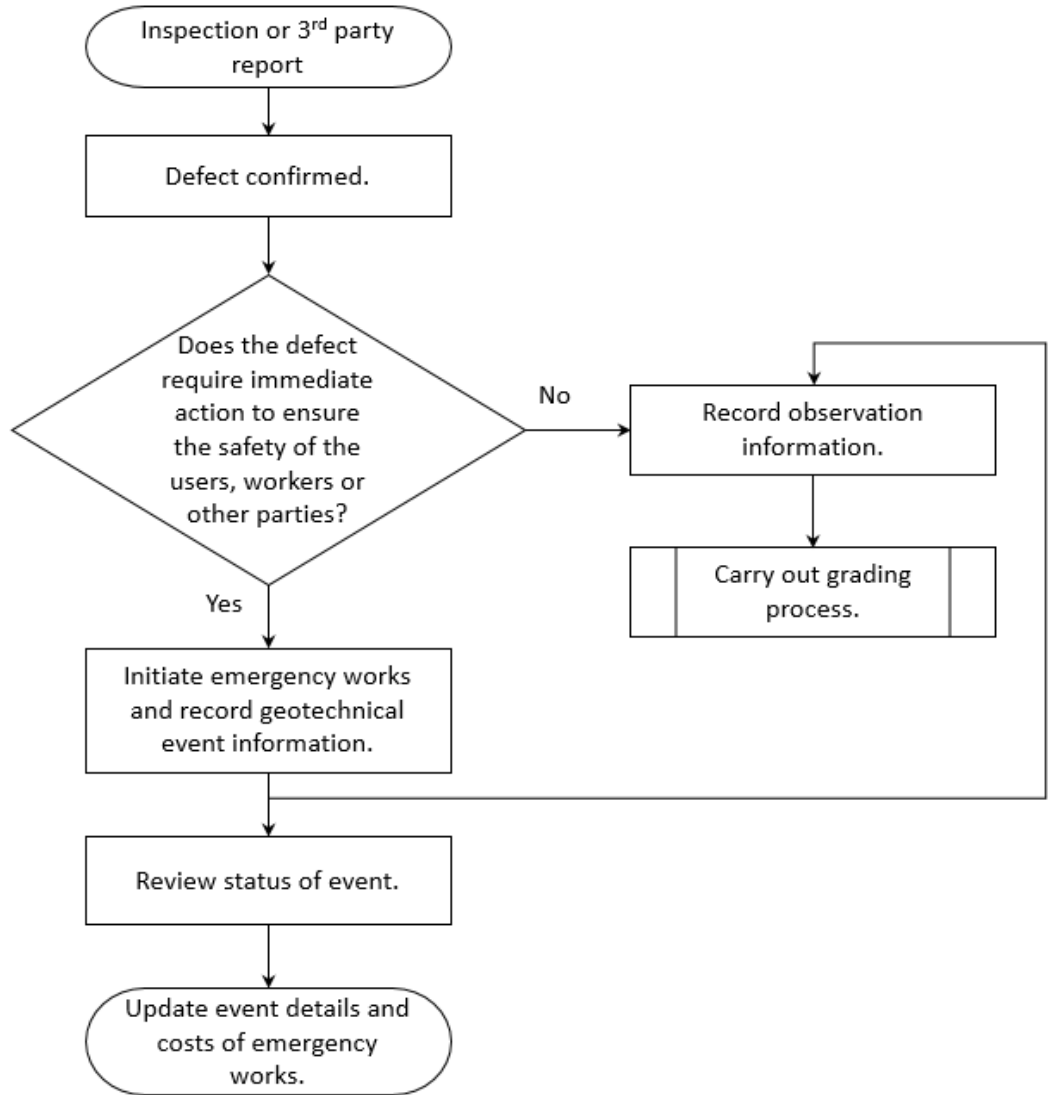 Inspection or 3rd party
report
Defect confirmed.
Does the defect
require immediate
action to ensure
the safety of the
users, workers or
other parties?
No
Record observation
information.
Carry out grading
process.
Yes
Initiate emergency works
and record geotechnical
event information.
Review status of event.
Update event details and
costs of emergency
works.